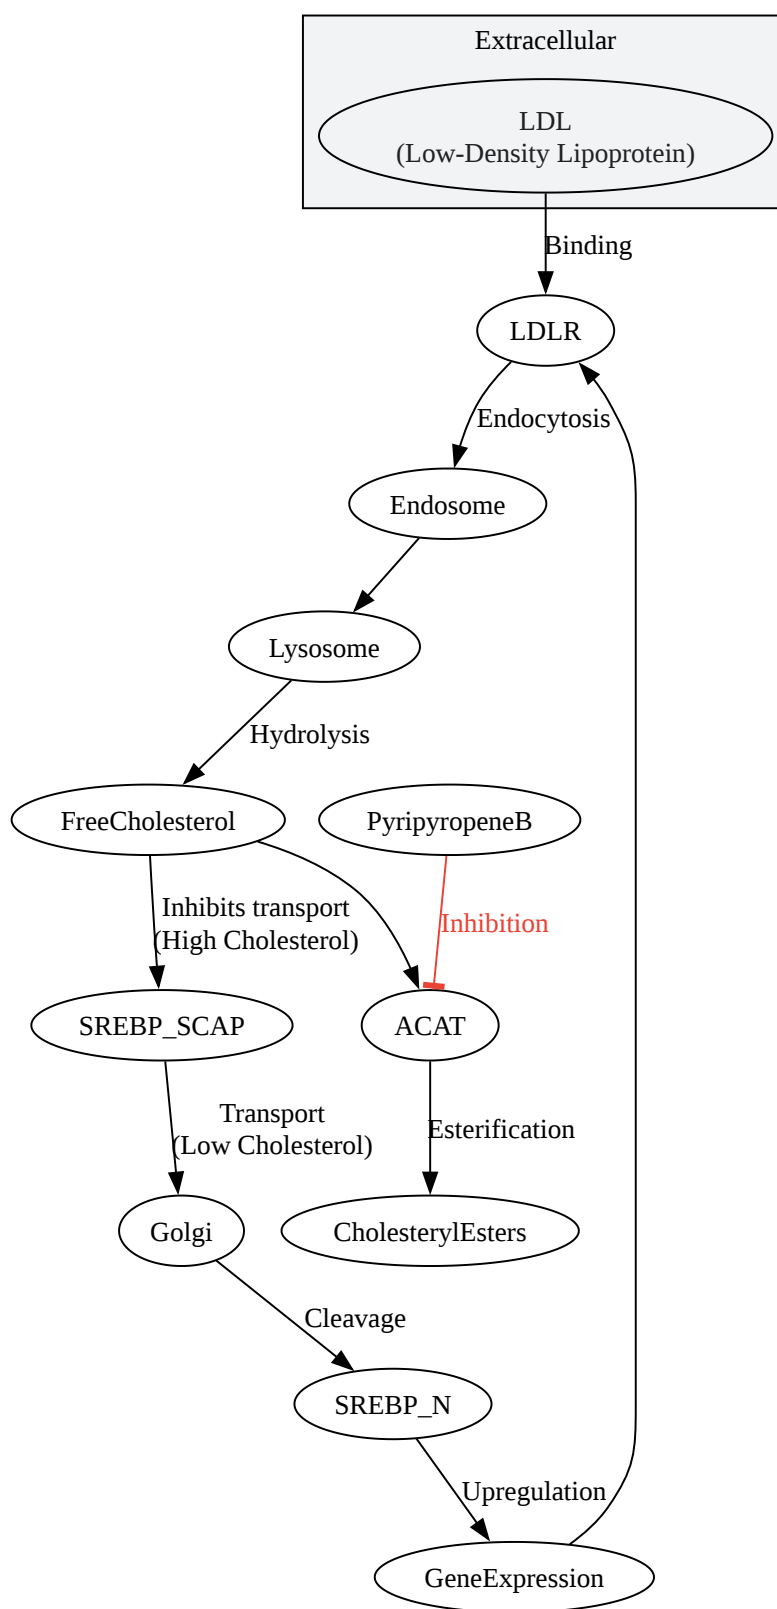 Extracellular
LDL
(Low-Density Lipoprotein)
Binding
LDLR
Endocytosis
Endosome
Lysosome
Hydrolysis
FreeCholesterol
PyripyropeneB
Inhibits transport
(High Cholesterol)
Inhibition
SREBP_SCAP
ACAT
Transport
(Low Cholesterol)
Esterification
Golgi
CholesterylEsters
Cleavage
SREBP_N
Upregulation
GeneExpression